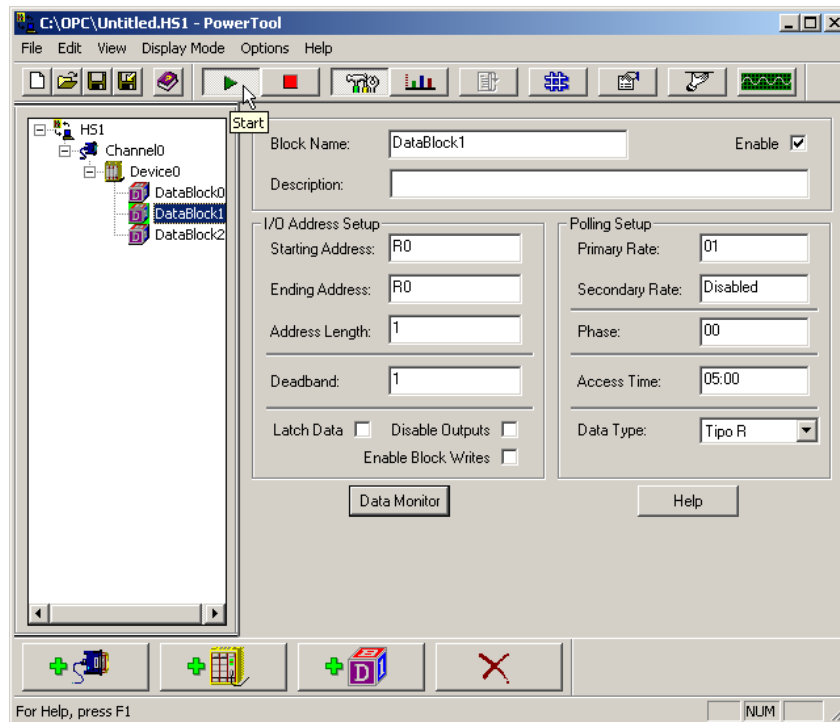 C:\OPC\Untitled.HS1 - PowerTool
File Edit View Display Mode Options Help
Start
HS1
Channel0
Device0
DataBlock0
DataBlock1
DataBlock2
Block Name: DataBlock1 Enable
Description:
I/O Address Setup
Starting Address: R0
Ending Address: R0
Address Length: 1
Deadband: 1
Latch Data Disable Outputs
Enable Block Writes
Polling Setup
Primary Rate: 01
Secondary Rate: Disabled
Phase: 00
Access Time: 05:00
Data Type: Tipo R
Data Monitor Help
For Help, press F1 NUM